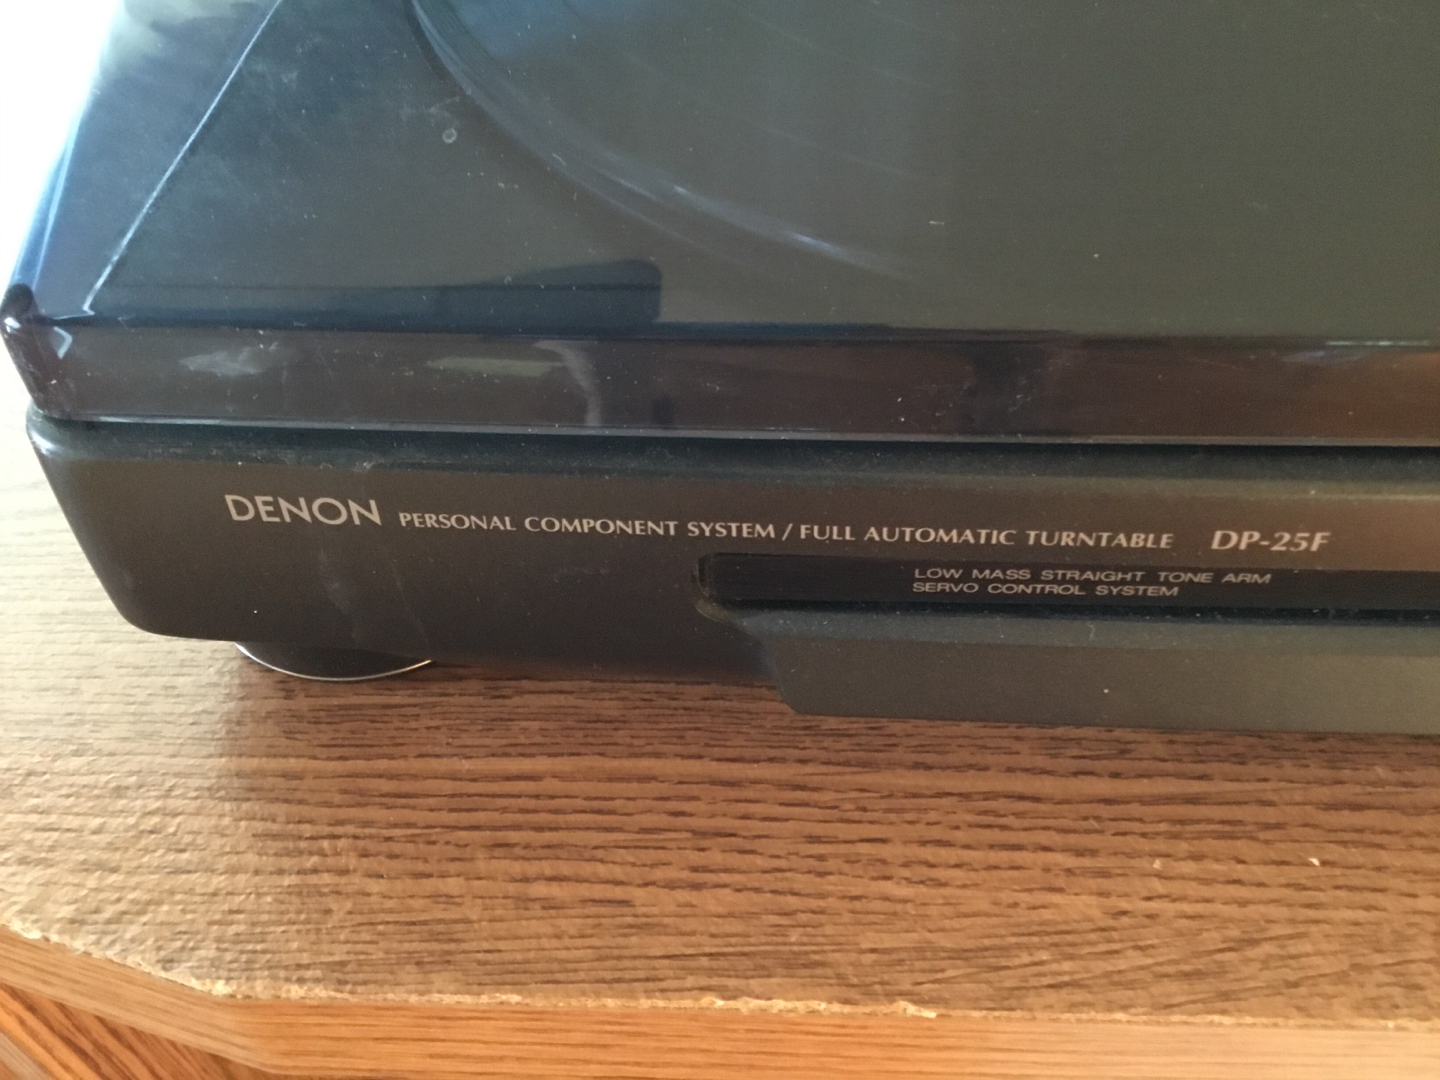 DENON PERSONAL COMPONENT SYSTEM / FULL AUTOMATIC TURNTABLE DP-25F
LOW MASS STRAIGHT TONE ARM
SERVO CONTROL SYSTEM